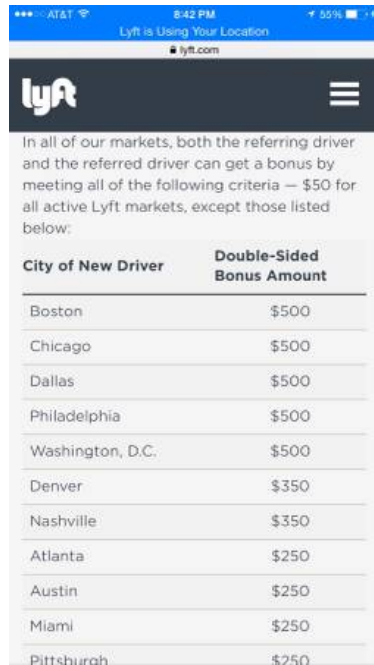 AT&T 8:42 PM 55%
Lyft is Using Your Location
lyft.com
lyft
In all of our markets, both the referring driver
and the referred driver can get a bonus by
meeting all of the following criteria — $50 for
all active Lyft markets, except those listed
below:
City of New Driver Double-Sided Bonus Amount
Boston $500
Chicago $500
Dallas $500
Philadelphia $500
Washington, D.C. $500
Denver $350
Nashville $350
Atlanta $250
Austin $250
Miami $250
Pittsburgh $250